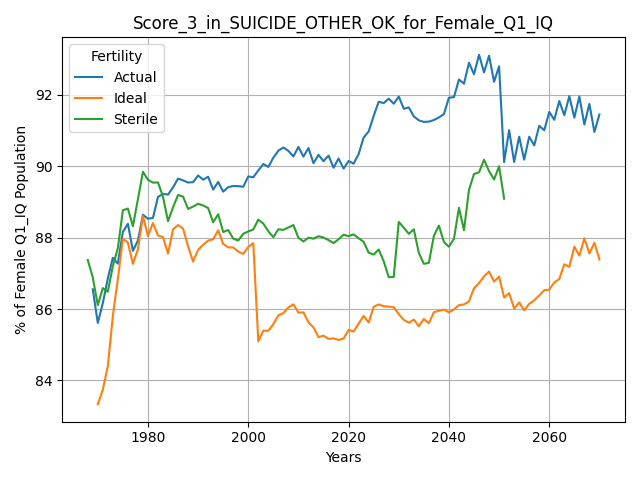 Score_3_in_SUICIDE_OTHER_OK_for_Female_Q1_IQ
Fertility
Actual
Ideal
Sterile
% of Female Q1_IQ Population
92
90
88
86
84
1980
2000
2020
2040
2060
Years